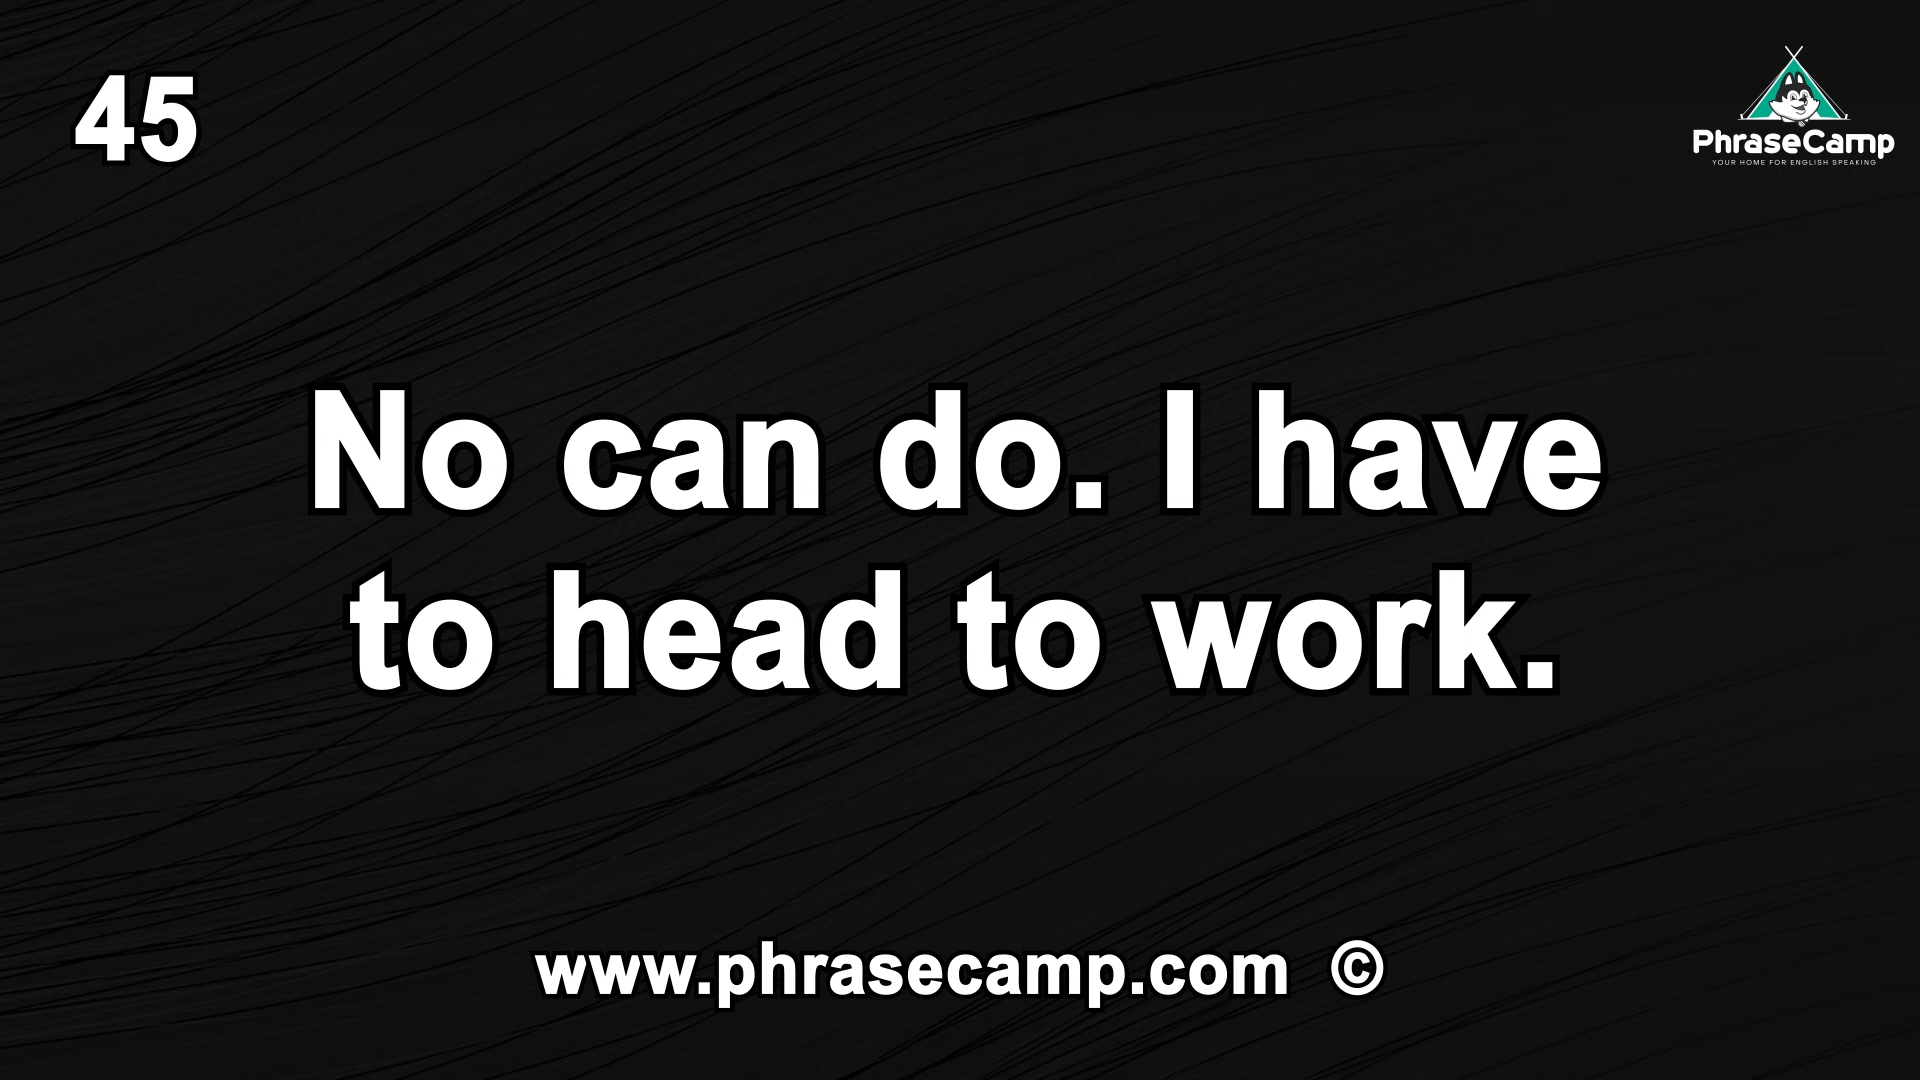 45
PhraseCamp
YOUR HOME FOR ENGLISH SPEAKING
No can do. I have
to head to work.
www.phrasecamp.com ©